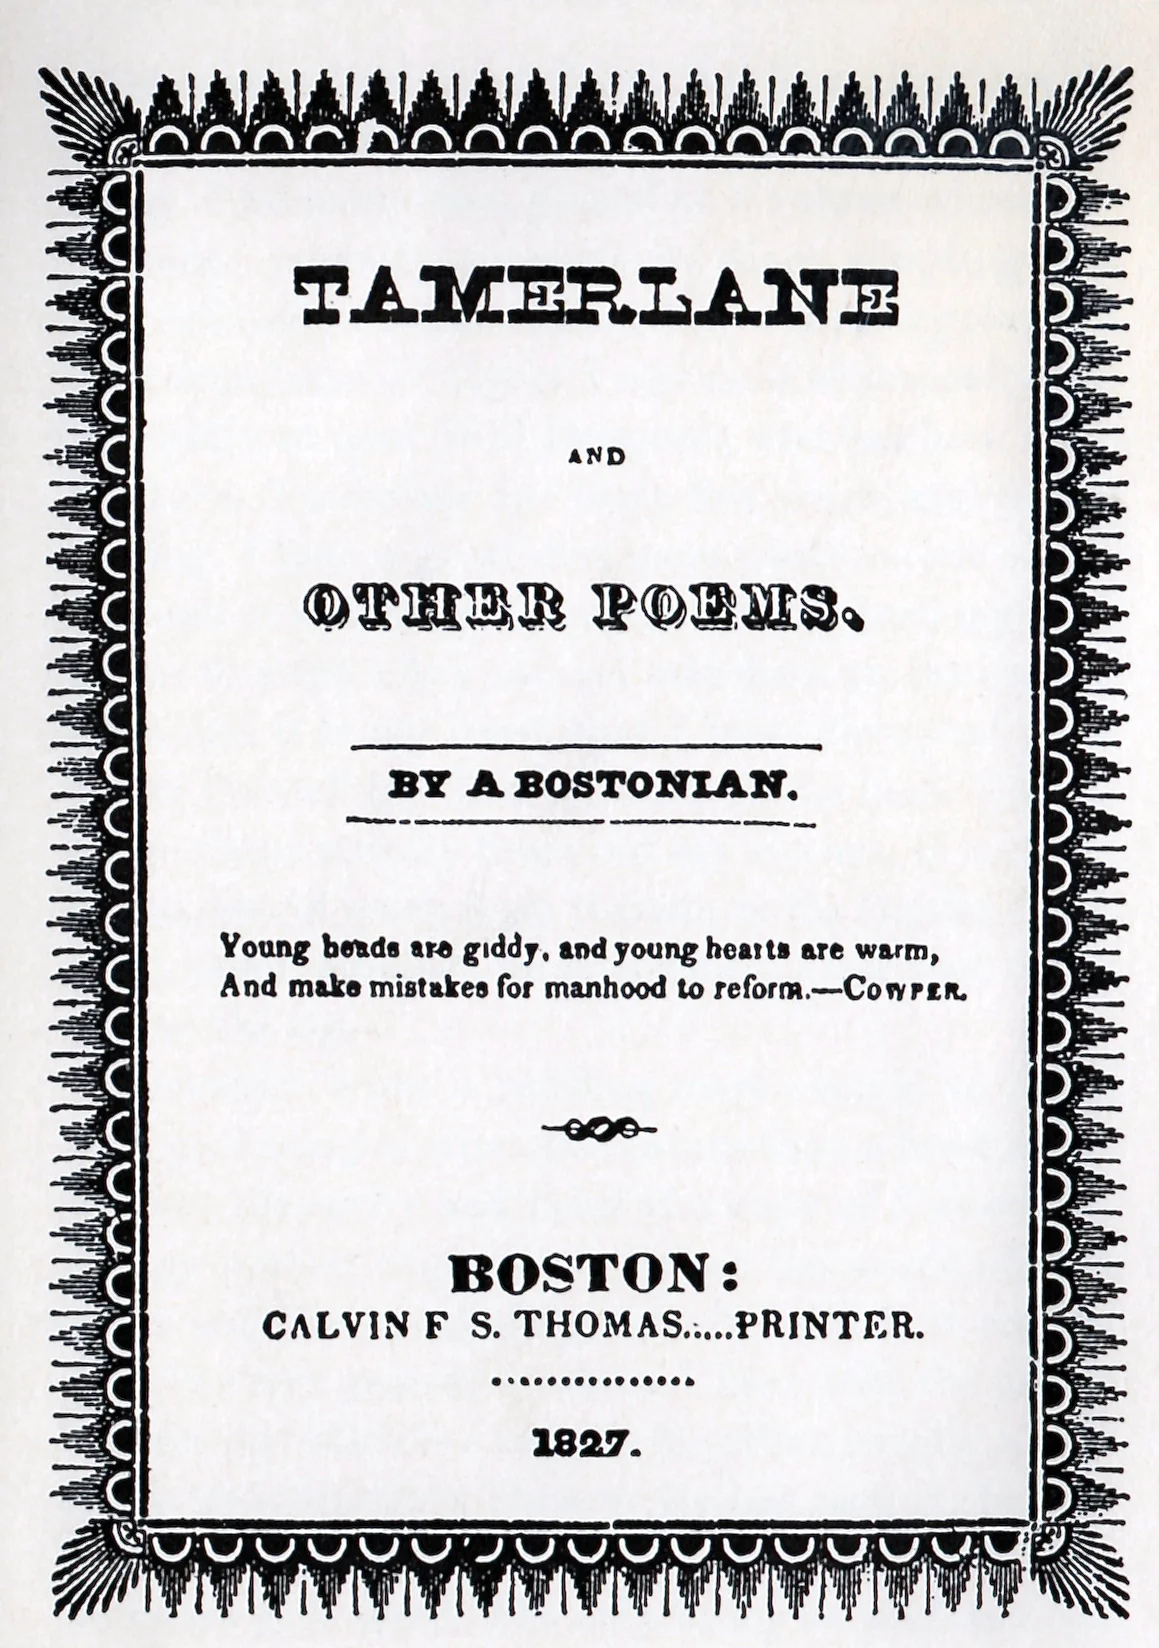 TAMERLANE
AND
OTHER POEMS.
BY A BOSTONIAN.
Young heads are giddy, and young hearts are warm,
And make mistakes for manhood to reform.—COWPER.
BOSTON:
CALVIN F S. THOMAS......PRINTER.
1827.